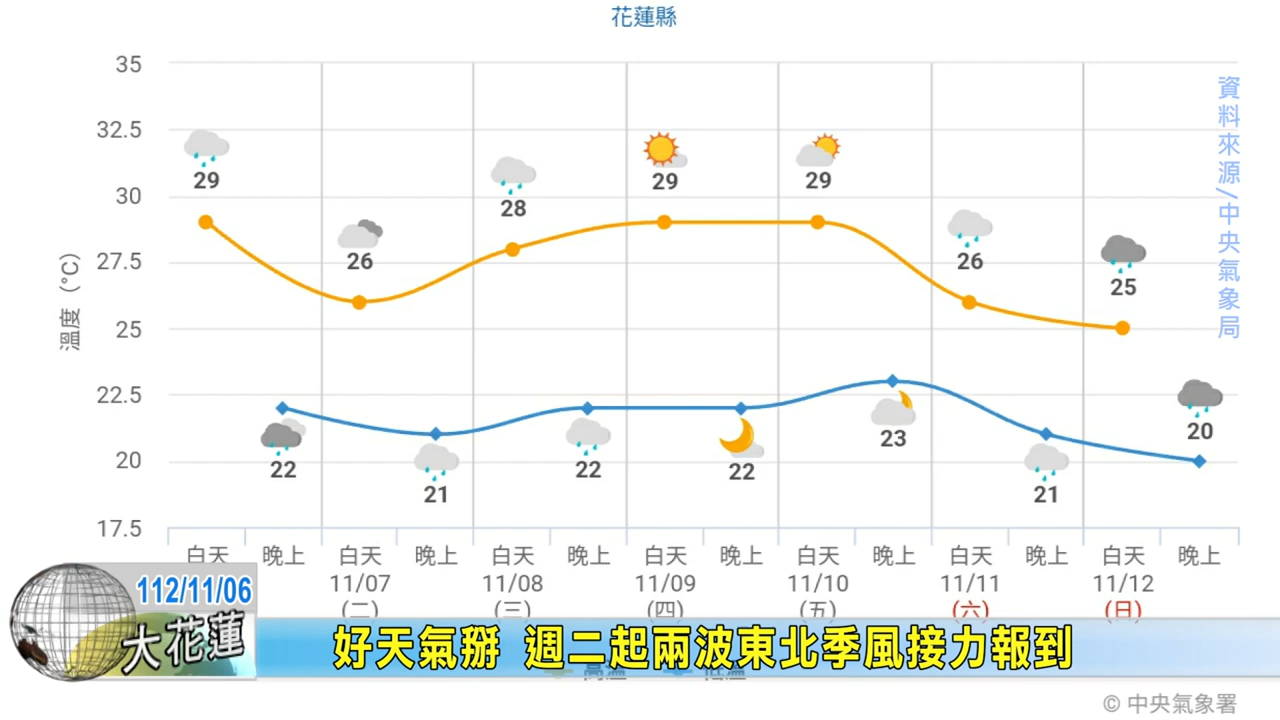 花蓮縣
35
32.5
30
27.5
25
22.5
20
17.5
溫度 (°C)
資料來源/中央氣象局
29
26
28
29
29
26
25
22
21
22
22
23
21
20
白天 晚上 白天 晚上 白天 晚上 白天 晚上 白天 晚上 白天 晚上 白天 晚上
11/07 11/08 11/09 11/10 11/11 11/12
(二) (三) (四) (五) (六) (日)
112/11/06
大花蓮
好天氣掰 週二起兩波東北季風接力報到
高溫 低溫
© 中央氣象署